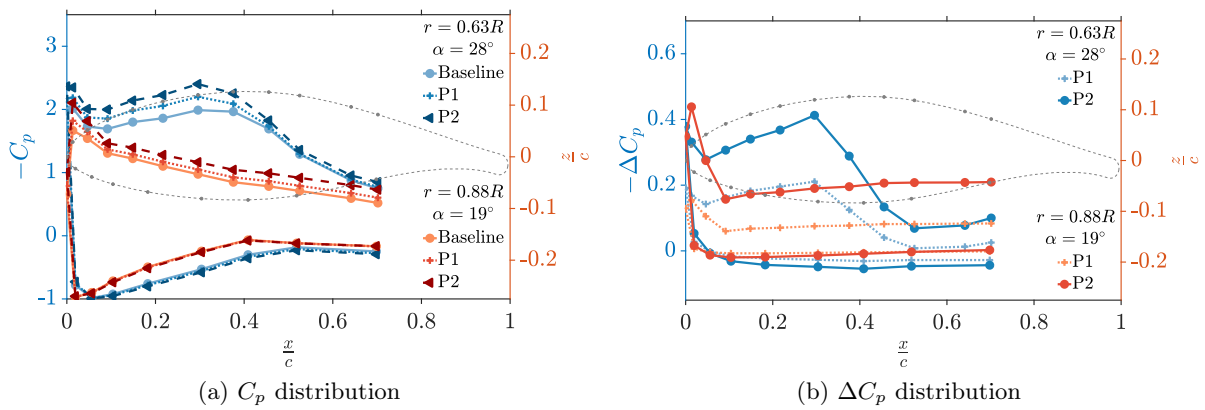 3
2
1
0
-1
−C_p
0
0.2
0.4
0.6
0.8
1
x/c
0.2
0.1
0
-0.1
-0.2
z/c
r = 0.63R
α = 28°
Baseline
P1
P2
r = 0.88R
α = 19°
Baseline
P1
P2
(a) C_p distribution
0.6
0.4
0.2
0
−ΔC_p
0
0.2
0.4
0.6
0.8
1
x/c
0.2
0.1
0
-0.1
-0.2
z/c
r = 0.63R
α = 28°
P1
P2
r = 0.88R
α = 19°
P1
P2
(b) ΔC_p distribution